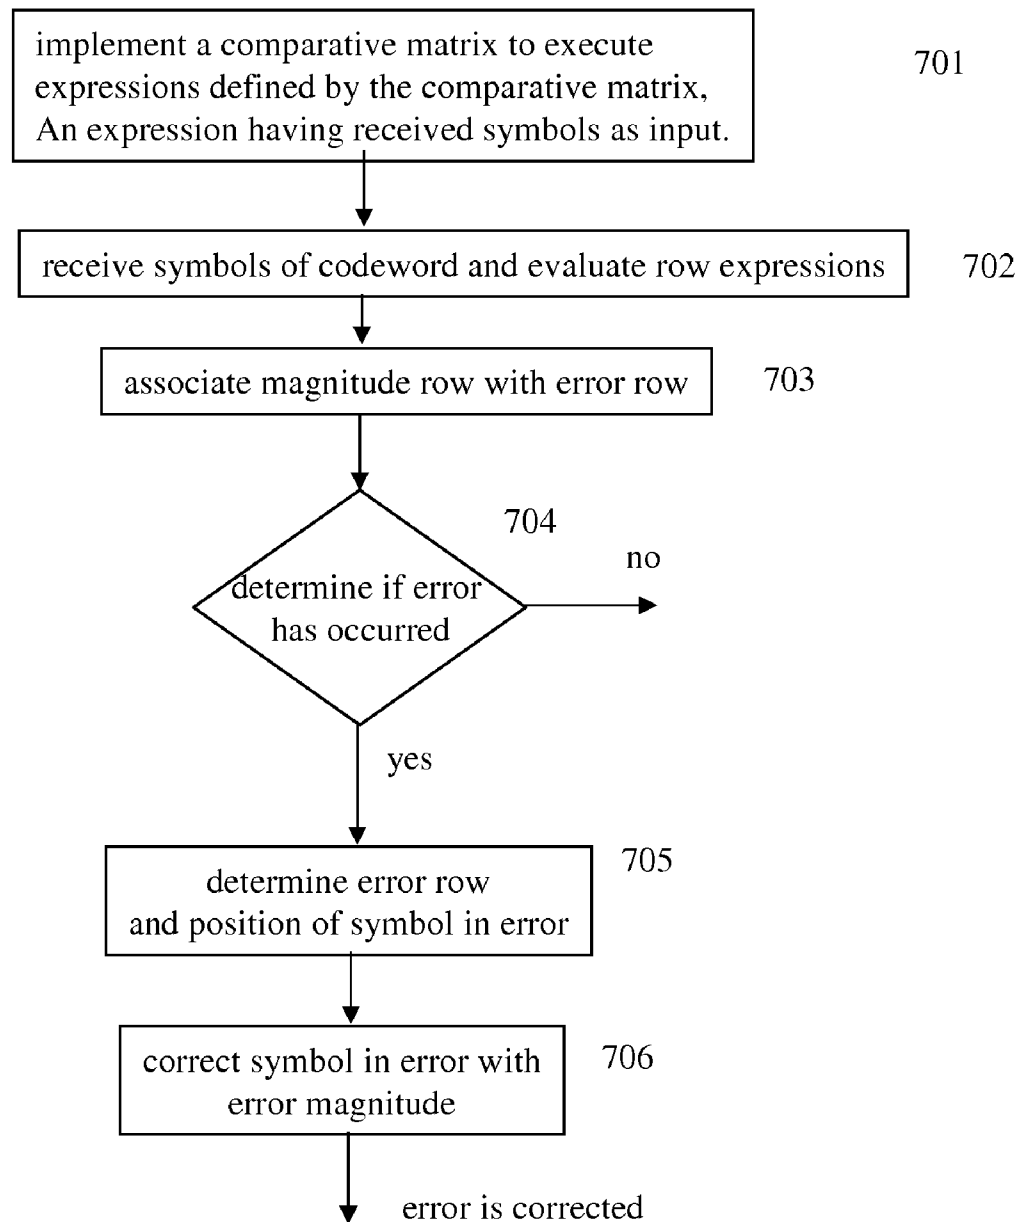 implement a comparative matrix to execute
expressions defined by the comparative matrix,
An expression having received symbols as input.
701
receive symbols of codeword and evaluate row expressions
702
associate magnitude row with error row
703
704
no
determine if error
has occurred
yes
705
determine error row
and position of symbol in error
706
correct symbol in error with
error magnitude
error is corrected